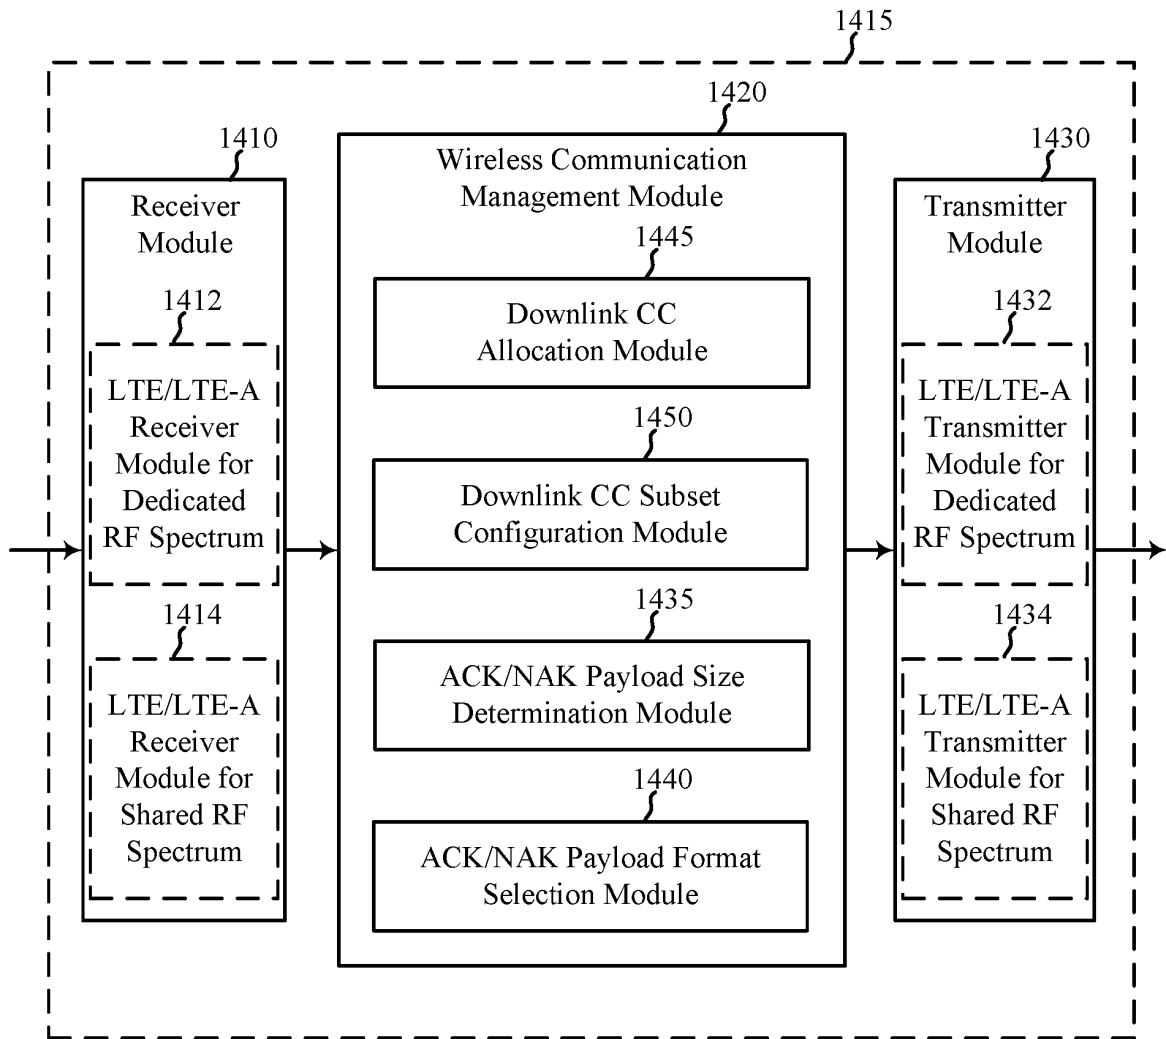 1415
1410
Receiver
Module
1412
LTE/LTE-A
Receiver
Module for
Dedicated
RF Spectrum
1414
LTE/LTE-A
Receiver
Module for
Shared RF
Spectrum
1420
Wireless Communication
Management Module
1445
Downlink CC
Allocation Module
1450
Downlink CC Subset
Configuration Module
1435
ACK/NAK Payload Size
Determination Module
1440
ACK/NAK Payload Format
Selection Module
1430
Transmitter
Module
1432
LTE/LTE-A
Transmitter
Module for
Dedicated
RF Spectrum
1434
LTE/LTE-A
Transmitter
Module for
Shared RF
Spectrum